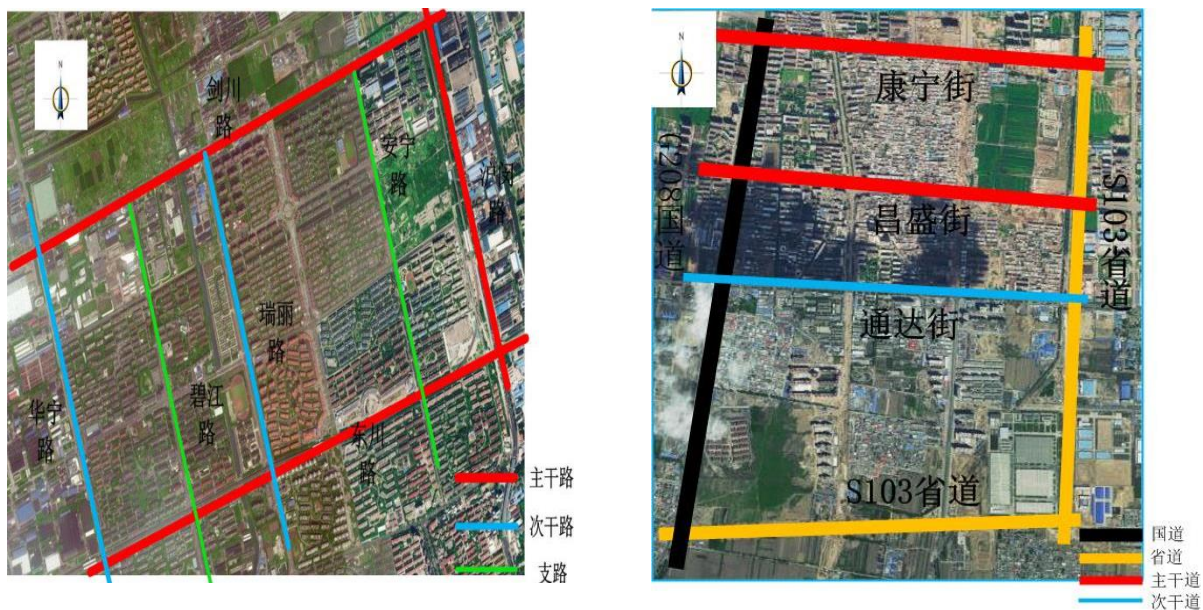 N
剑川
路
安宁
路
沪闵
路
瑞丽
路
碧江
路
华宁
路
东川
路
主干路
次干路
支路
N
康宁街
(G208国道)
S103省道
昌盛街
通达街
S103省道
国道
省道
主干道
次干道